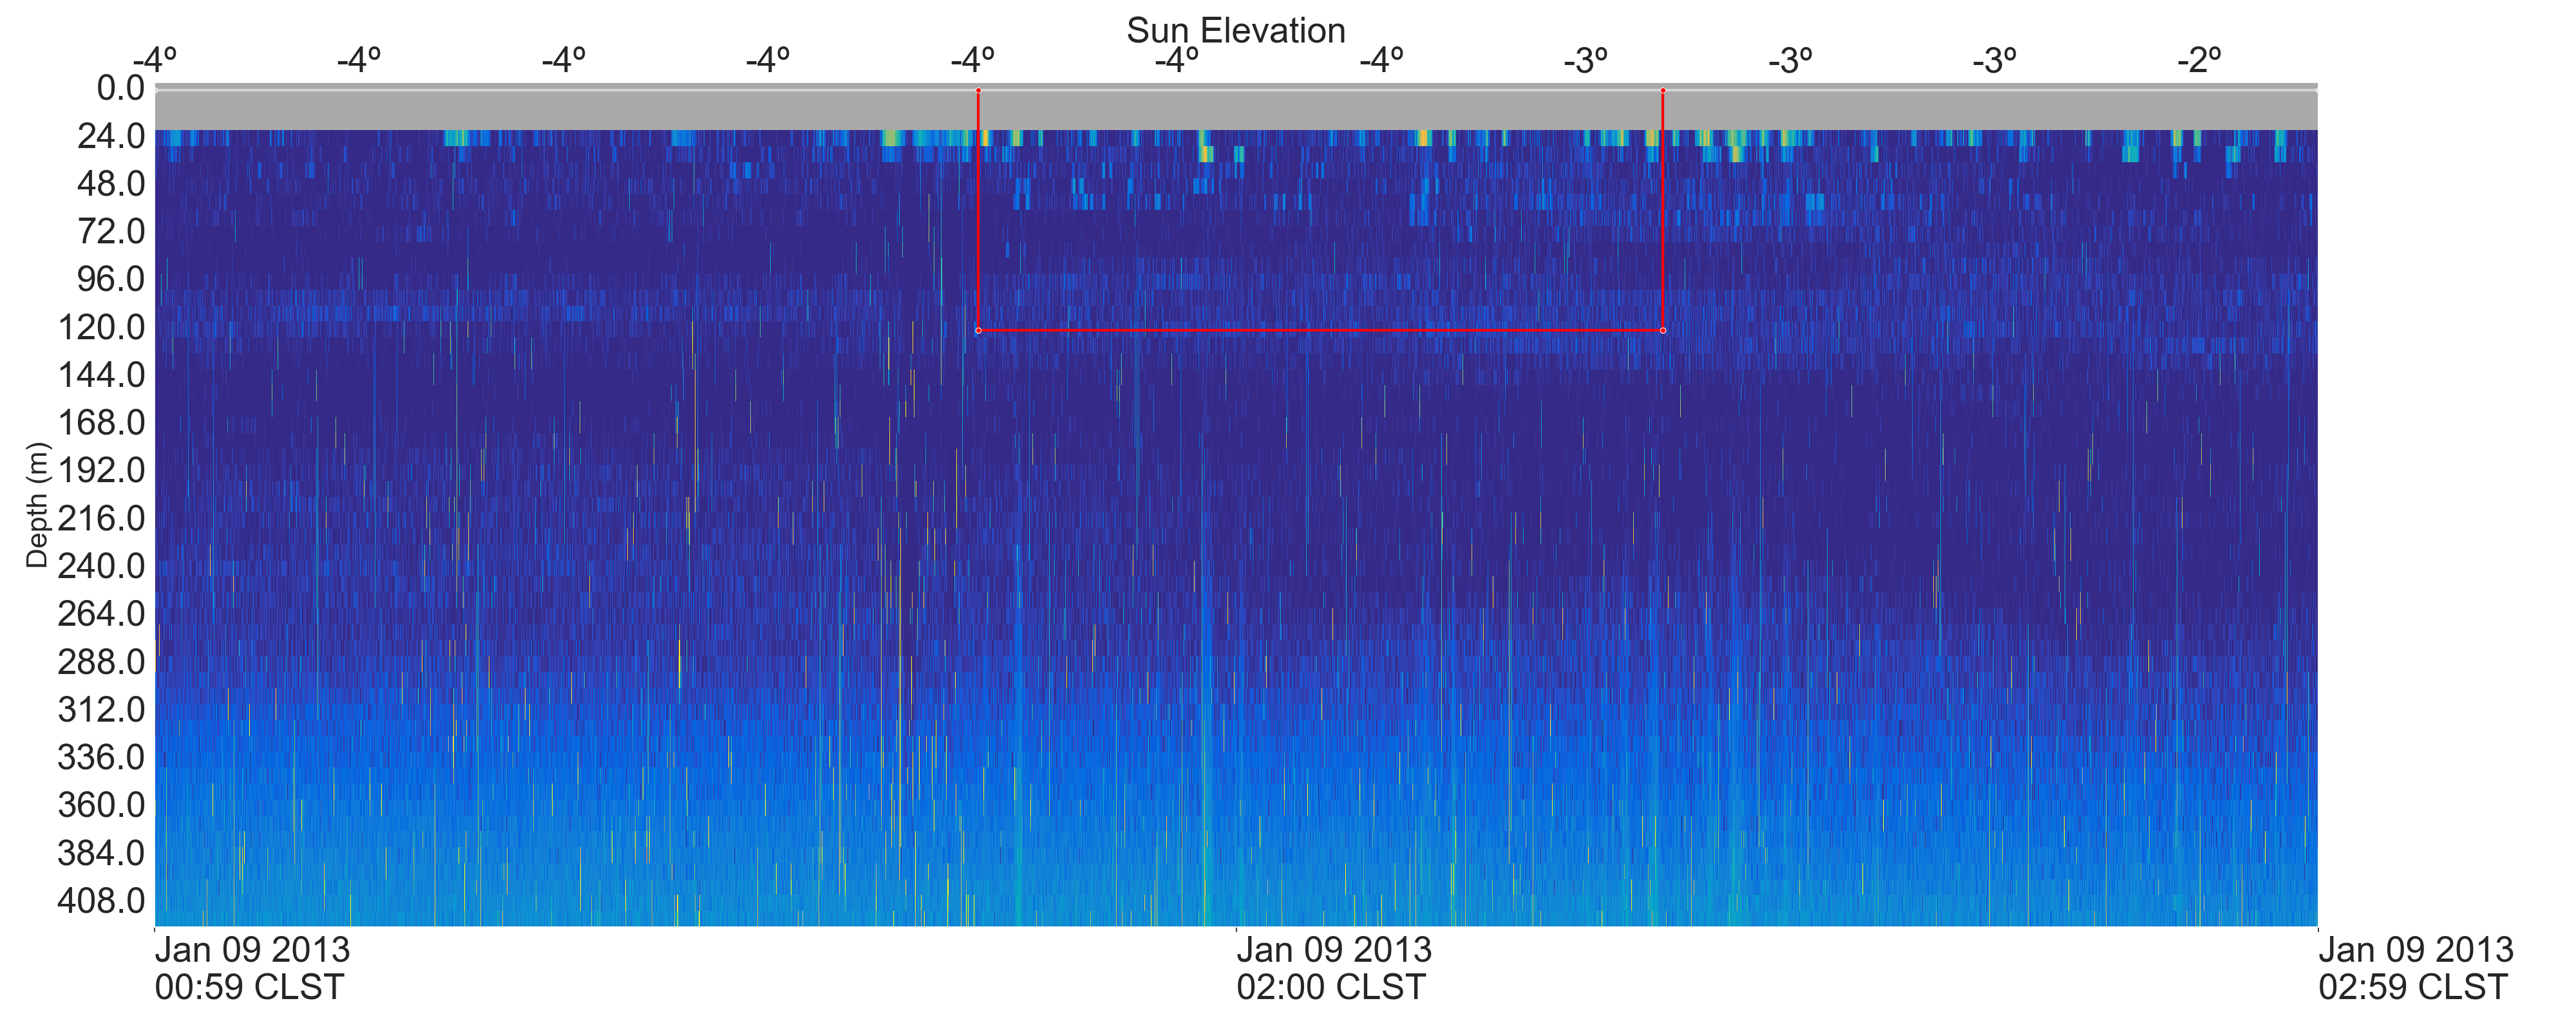 Sun Elevation
-4º -4º -4º -4º -4º -4º -4º -3º -3º -3º -2º
0.0
24.0
48.0
72.0
96.0
120.0
144.0
168.0
192.0
216.0
240.0
264.0
288.0
312.0
336.0
360.0
384.0
408.0
Depth (m)
Jan 09 2013
00:59 CLST
Jan 09 2013
02:00 CLST
Jan 09 2013
02:59 CLST